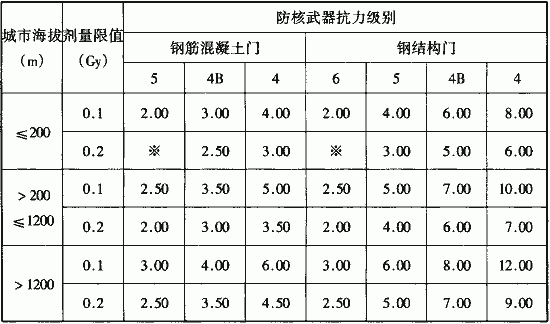 城市海拔 剂量限值 防核武器抗力级别
（m） （Gy） 钢筋混凝土门 钢结构门
5 4B 4 6 5 4B 4
≤200 0.1 2.00 3.00 4.00 2.00 4.00 6.00 8.00
0.2 ※ 2.50 3.00 ※ 3.00 5.00 6.00
＞200 0.1 2.50 3.50 5.00 2.50 5.00 7.00 10.00
≤1200 0.2 2.00 3.00 3.50 2.00 4.00 6.00 7.00
＞1200 0.1 3.00 4.00 6.00 3.00 6.00 8.00 12.00
0.2 2.50 3.50 4.50 2.50 5.00 7.00 9.00